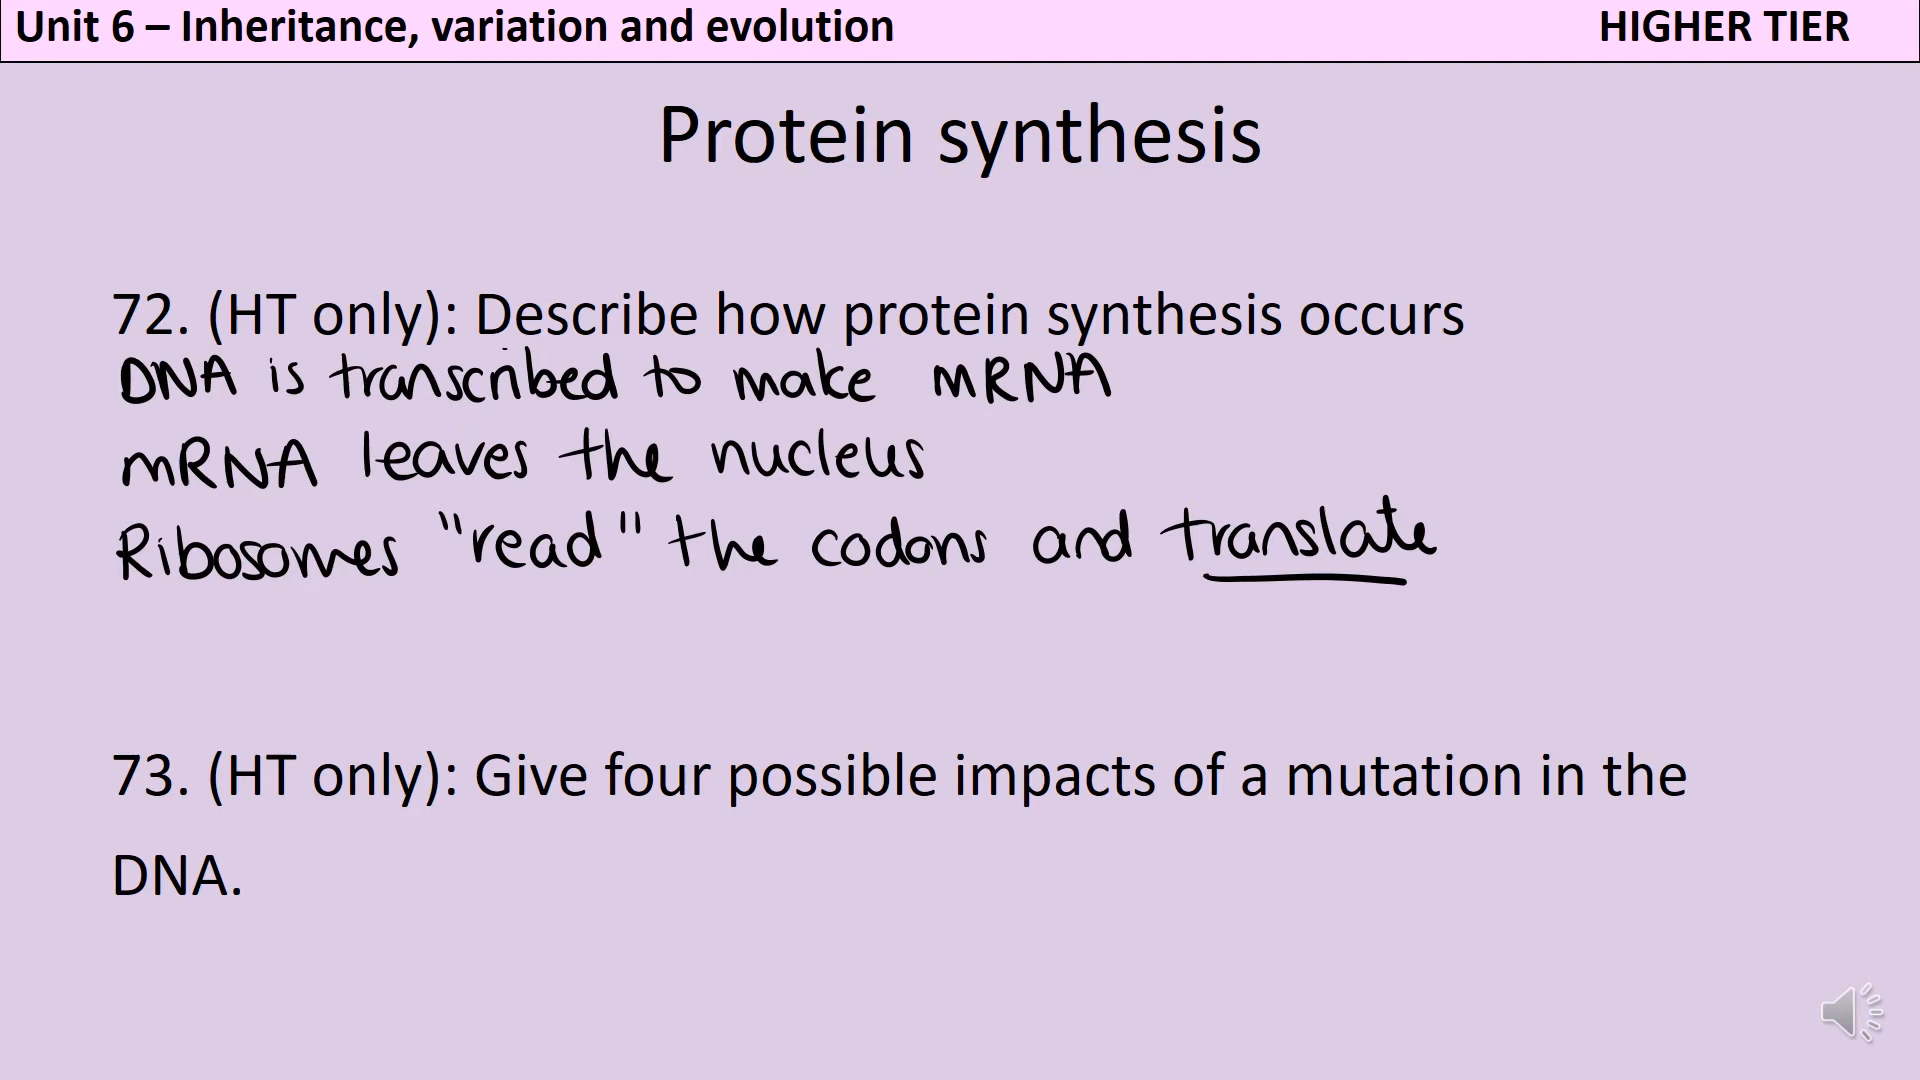 Unit 6 – Inheritance, variation and evolution HIGHER TIER
Protein synthesis
72. (HT only): Describe how protein synthesis occurs
DNA is transcribed to make mRNA
mRNA leaves the nucleus
Ribosomes "read" the codons and translate
73. (HT only): Give four possible impacts of a mutation in the
DNA.